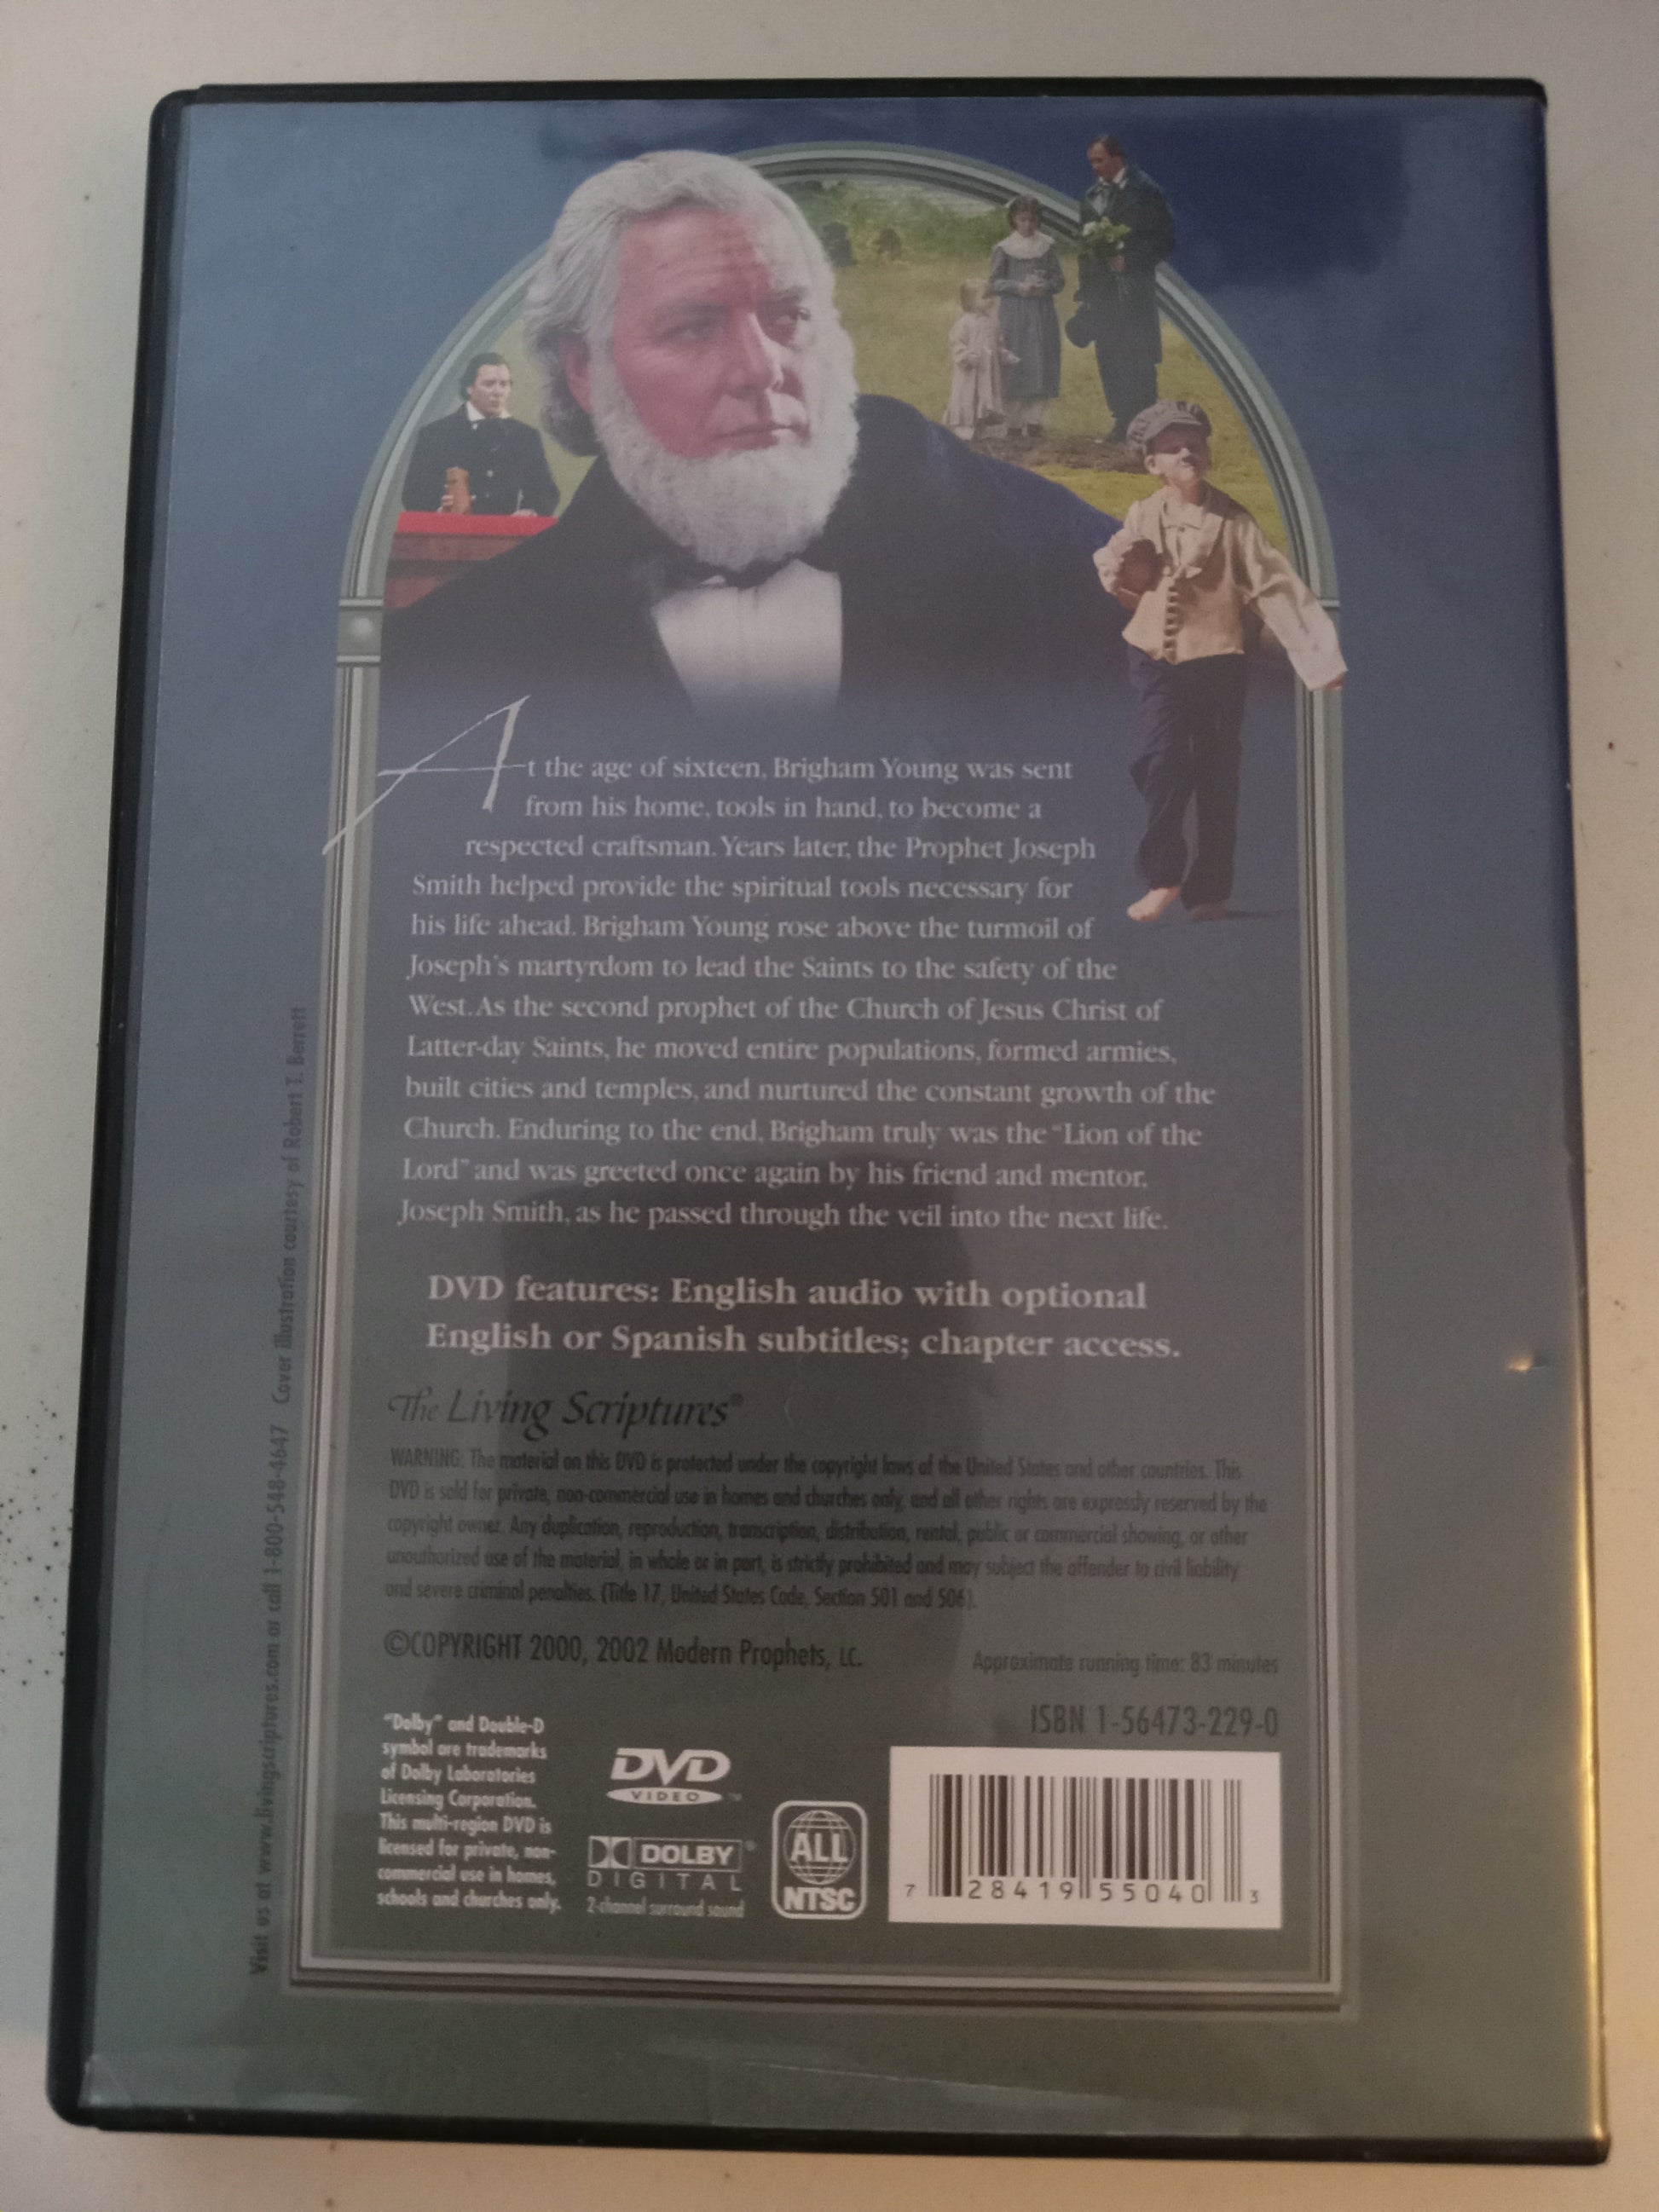 At the age of sixteen, Brigham Young was sent
from his home, tools in hand, to become a
respected craftsman. Years later, the Prophet Joseph
Smith helped provide the spiritual tools necessary for
his life ahead. Brigham Young rose above the turmoil of
Joseph's martyrdom to lead the Saints to the safety of the
West. As the second prophet of the Church of Jesus Christ of
Latter-day Saints, he moved entire populations, formed armies,
built cities and temples, and nurtured the constant growth of the
Church. Enduring to the end, Brigham truly was the "Lion of the
Lord" and was greeted once again by his friend and mentor,
Joseph Smith, as he passed through the veil into the next life.
DVD features: English audio with optional
English or Spanish subtitles; chapter access.
The Living Scriptures®
WARNING: The material on this DVD is protected under the copyright laws of the United States and other countries. This
DVD is sold for private, non-commercial use in homes and churches only, and all other rights are expressly reserved by the
copyright owner. Any duplication, reproduction, transcription, distribution, rental, public or commercial showing, or other
unauthorized use of the material, in whole or in part, is strictly prohibited and may subject the offender to civil liability
and severe criminal penalties. (Title 17, United States Code, Section 501 and 506).
©COPYRIGHT 2000, 2002 Modern Prophets, LC.
Approximate running time: 83 minutes
ISBN 1-56473-229-0
"Dolby" and Double-D
symbol are trademarks
of Dolby Laboratories
Licensing Corporation.
This multi-region DVD is
licensed for private, non-
commercial use in homes,
schools and churches only.
DVD
VIDEO™
DOLBY®
DIGITAL
2-channel surround sound
ALL
NTSC
7 28419 55040 3
Visit us at www.livingscriptures.com or call 1-800-548-4647 Cover illustration courtesy of Robert T. Berrett